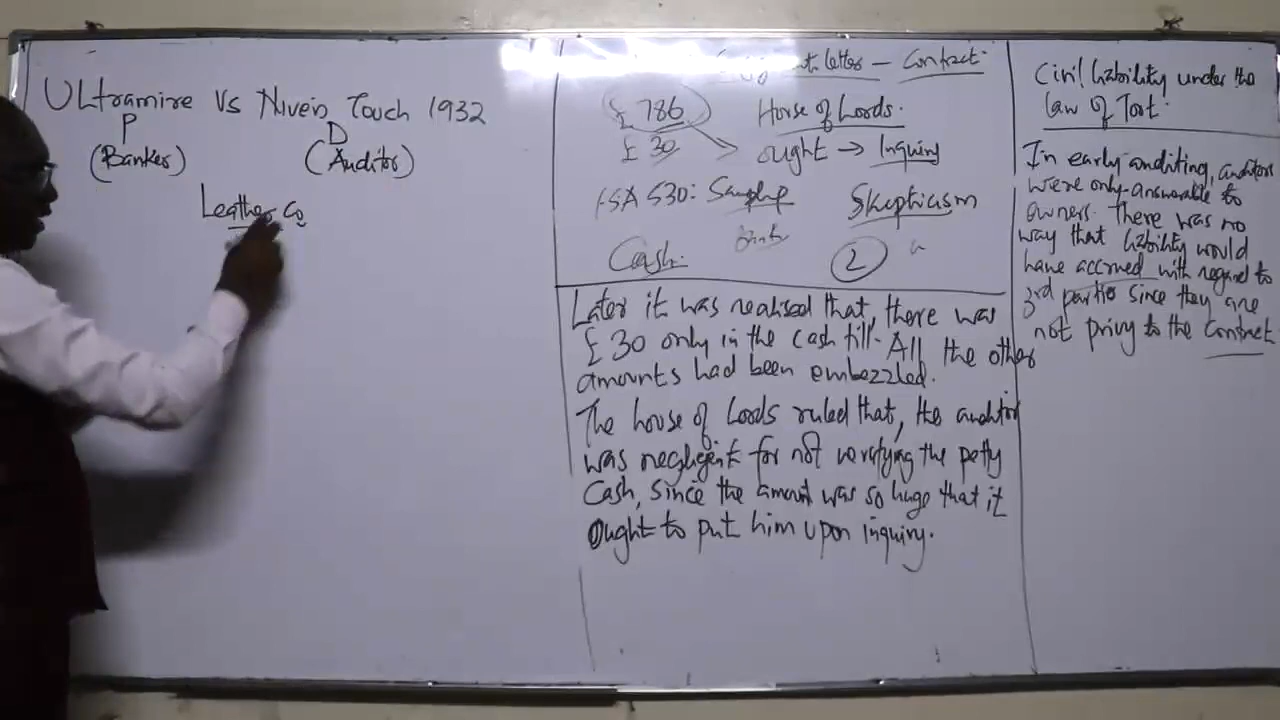 ULtramire Vs Niven Touch 1932
P
D
(Banker)
(Auditor)
Leather Co
letter – Contract
£ 786
House of Lords.
£ 30
ought → Inquiry
ISA 530: Sample
Skepticism
Cash.
2
Later it was realised that, there was
£ 30 only in the cash till. All the other
amounts had been embezzled.
The house of Lords ruled that, the auditor
was negligent for not verifying the petty
Cash, since the amount was so huge that it
Ought to put him upon inquiry.
Civil liability under the
law of Tort.
In early auditing, auditors
were only answerable to
owners. There was no
way that liability would
have accrued with regard to
3rd parties since they are
not privy to the Contract